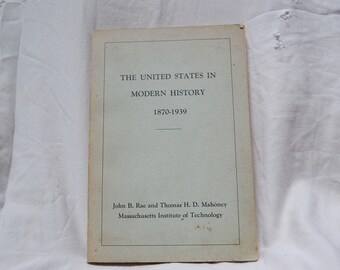 THE UNITED STATES IN
MODERN HISTORY
1870-1939
John B. Rae and Thomas H. D. Mahoney
Massachusetts Institute of Technology